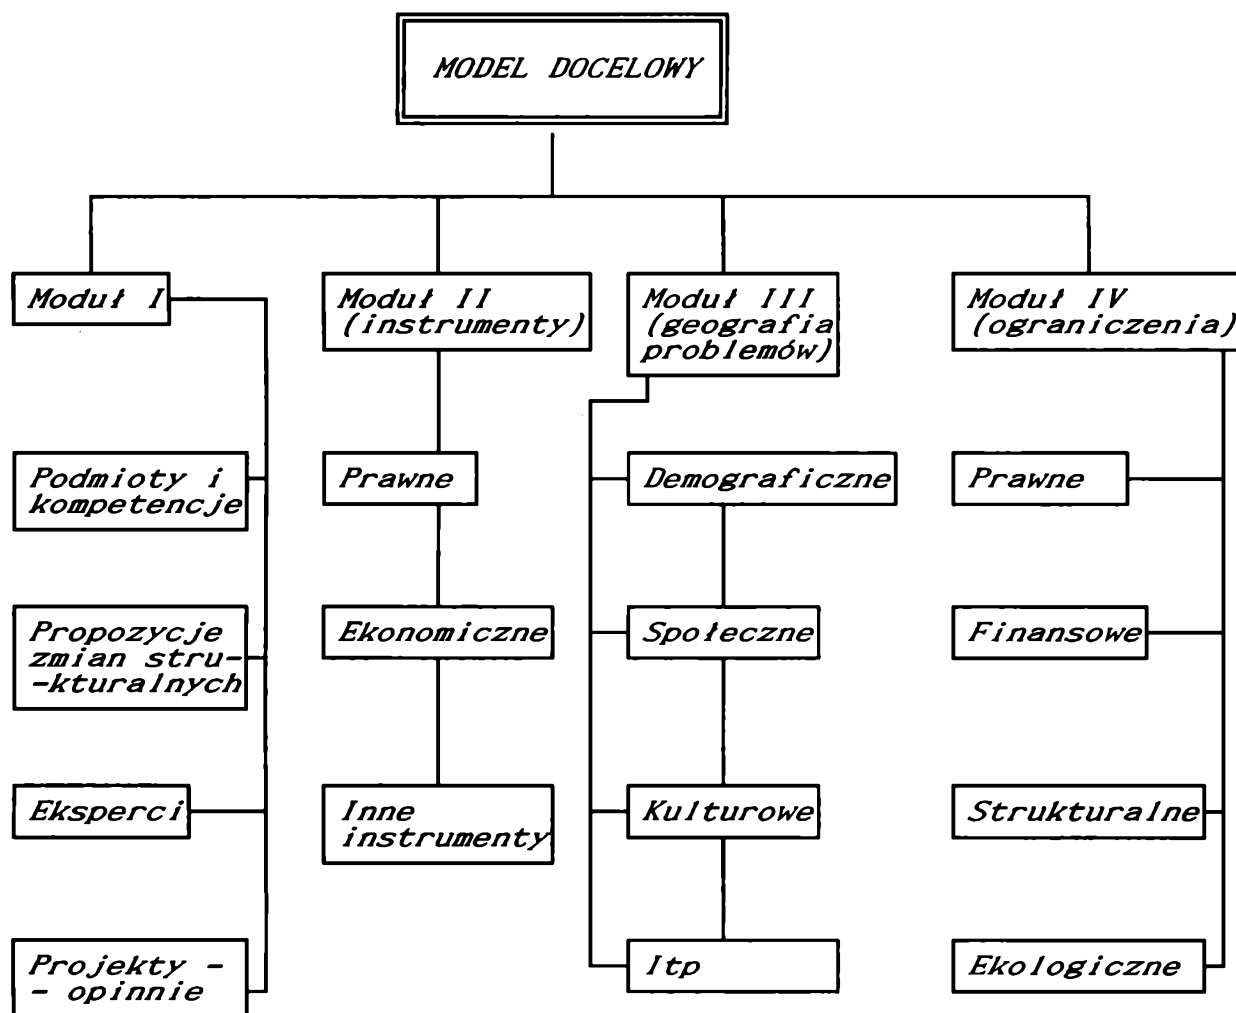 MODEL DOCELOWY
Moduł I
Moduł II
(instrumenty)
Moduł III
(geografia
problemów)
Moduł IV
(ograniczenia)
Podmioty i
kompetencje
Prawne
Demograficzne
Prawne
Propozycje
zmian stru-
-kturalnych
Ekonomiczne
Społeczne
Finansowe
Eksperci
Inne
instrumenty
Kulturowe
Strukturalne
Projekty -
- opinnie
Itp
Ekologiczne